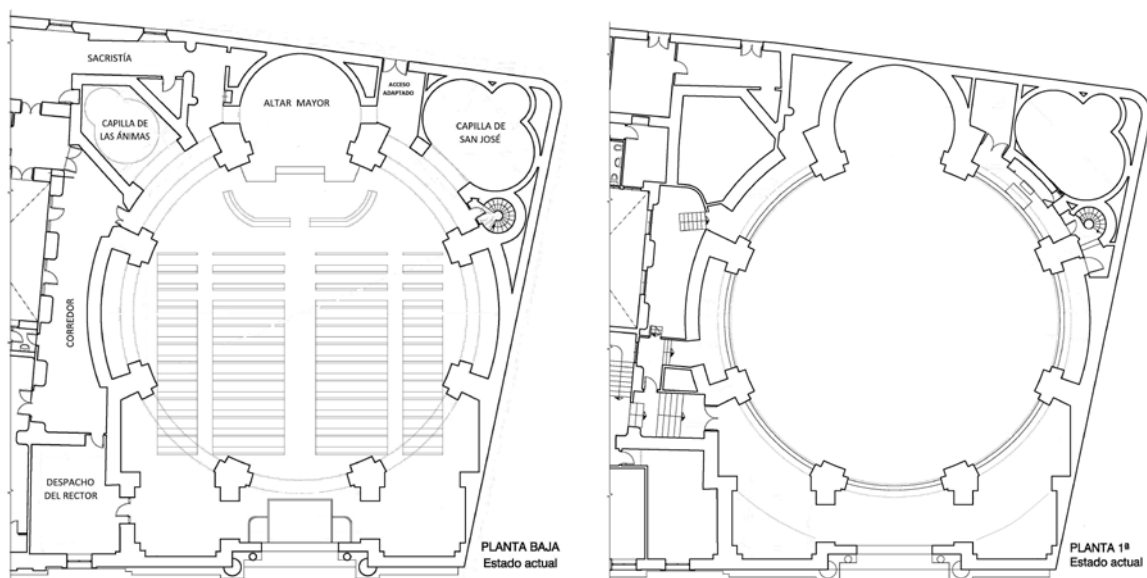 SACRISTÍA
ALTAR MAYOR
ACCESO
ADAPTADO
CAPILLA DE
LAS ÁNIMAS
CAPILLA DE
SAN JOSÉ
CORREDOR
DESPACHO
DEL RECTOR
PLANTA BAJA
Estado actual
PLANTA 1ª
Estado actual